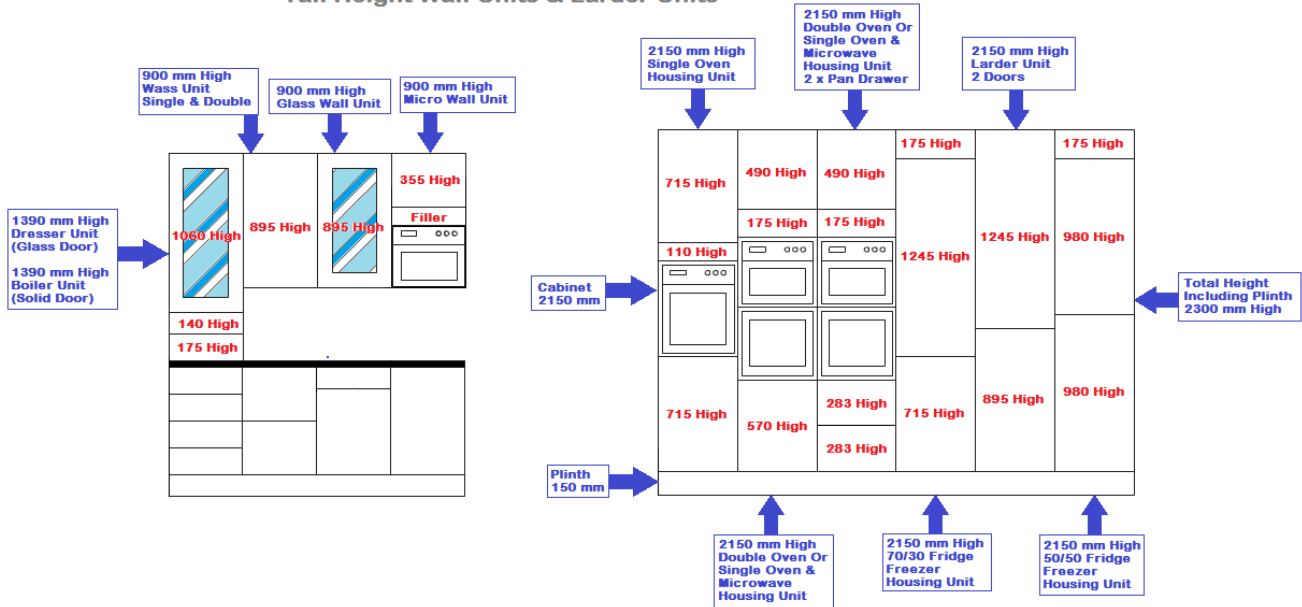 Tall Height Wall Units & Larder Units
900 mm High
Wass Unit
Single & Double
900 mm High
Glass Wall Unit
900 mm High
Micro Wall Unit
1390 mm High
Dresser Unit
(Glass Door)
1390 mm High
Boiler Unit
(Solid Door)
1060 High
895 High
895 High
355 High
Filler
140 High
175 High
2150 mm High
Single Oven
Housing Unit
2150 mm High
Double Oven Or
Single Oven &
Microwave
Housing Unit
2 x Pan Drawer
2150 mm High
Larder Unit
2 Doors
Cabinet
2150 mm
715 High
110 High
715 High
490 High
175 High
570 High
490 High
175 High
283 High
283 High
175 High
1245 High
715 High
1245 High
895 High
175 High
980 High
980 High
Total Height
Including Plinth
2300 mm High
Plinth
150 mm
2150 mm High
Double Oven Or
Single Oven &
Microwave
Housing Unit
2150 mm High
70/30 Fridge
Freezer
Housing Unit
2150 mm High
50/50 Fridge
Freezer
Housing Unit